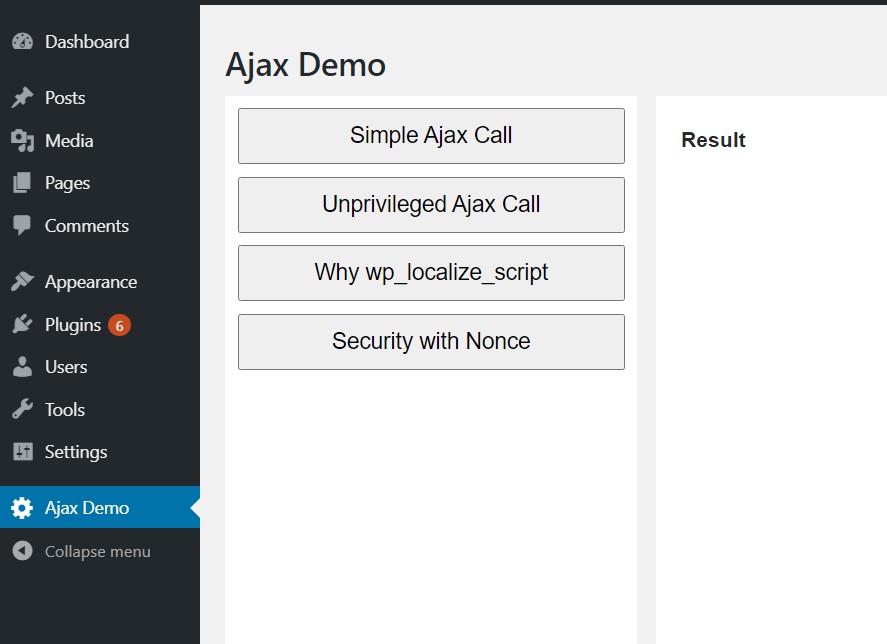 Dashboard
Posts
Media
Pages
Comments
Appearance
Plugins 6
Users
Tools
Settings
Ajax Demo
Collapse menu
Ajax Demo
Simple Ajax Call
Unprivileged Ajax Call
Why wp_localize_script
Security with Nonce
Result